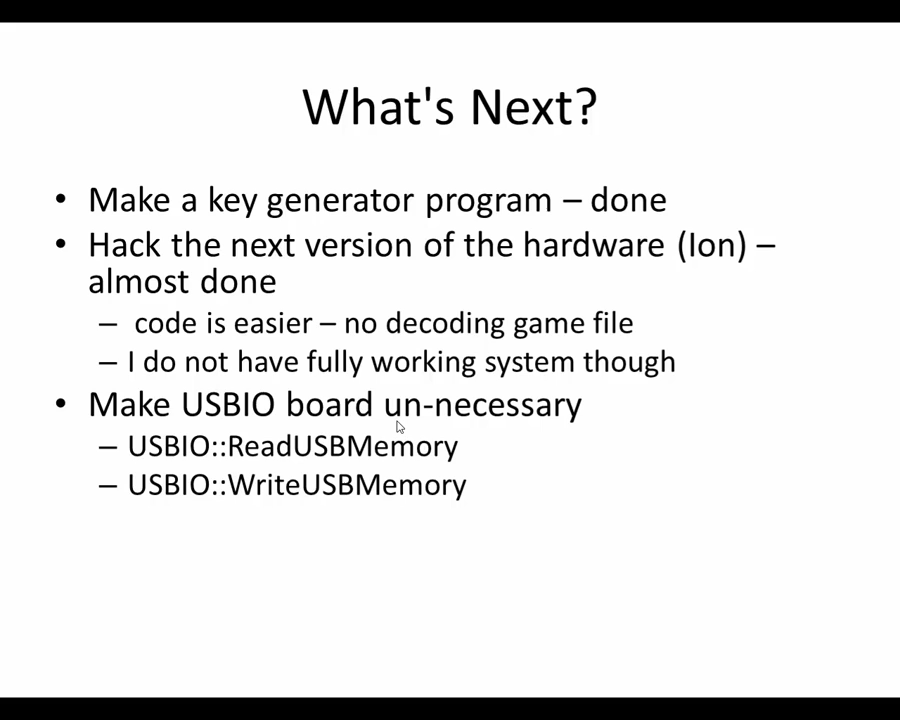 What's Next?
• Make a key generator program – done
• Hack the next version of the hardware (Ion) –
almost done
– code is easier – no decoding game file
– I do not have fully working system though
• Make USBIO board un-necessary
– USBIO::ReadUSBMemory
– USBIO::WriteUSBMemory